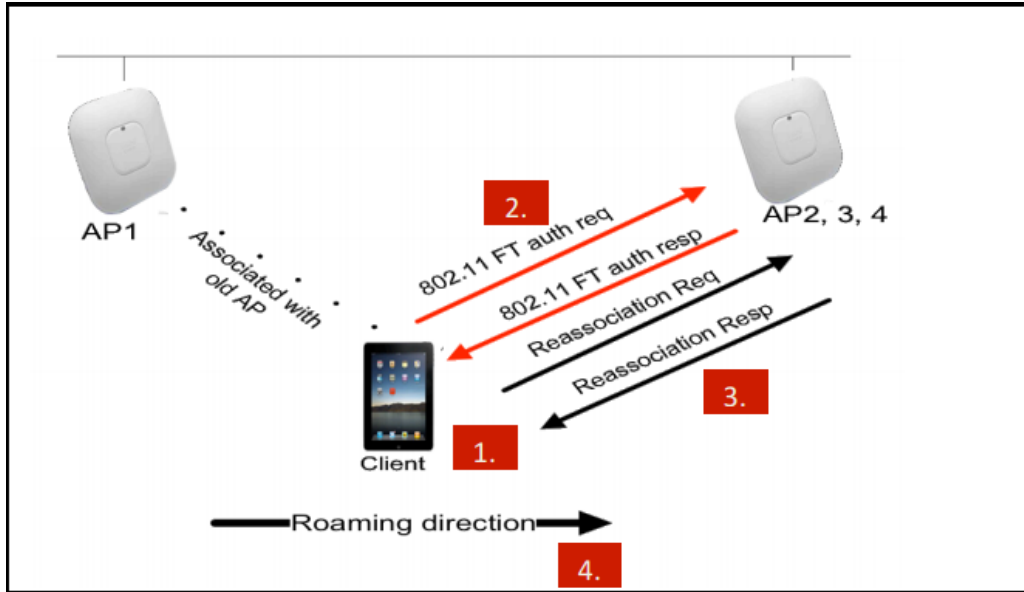 2.
802.11 FT auth req
802.11 FT auth resp
AP1
AP2, 3, 4
Associated with
old AP
Reassociation Req
Reassociation Resp
3.
1.
Client
Roaming direction
4.